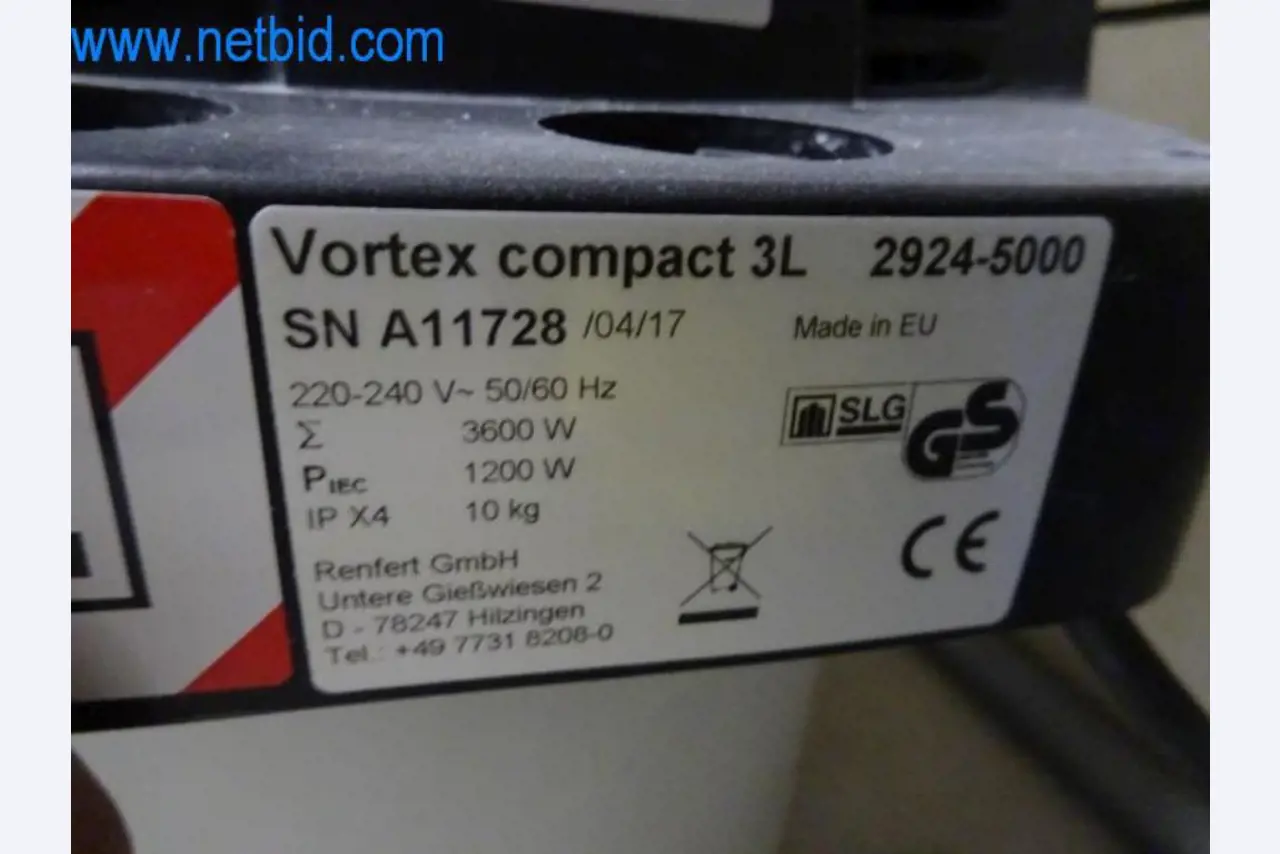 www.netbid.com
Vortex compact 3L 2924-5000
SN A11728 /04/17 Made in EU
220-240 V~ 50/60 Hz
Σ 3600 W
PIEC 1200 W
IP X4 10 kg
SLG GS
CE
Renfert GmbH
Untere Gießwiesen 2
D - 78247 Hilzingen
Tel.: +49 7731 8208-0